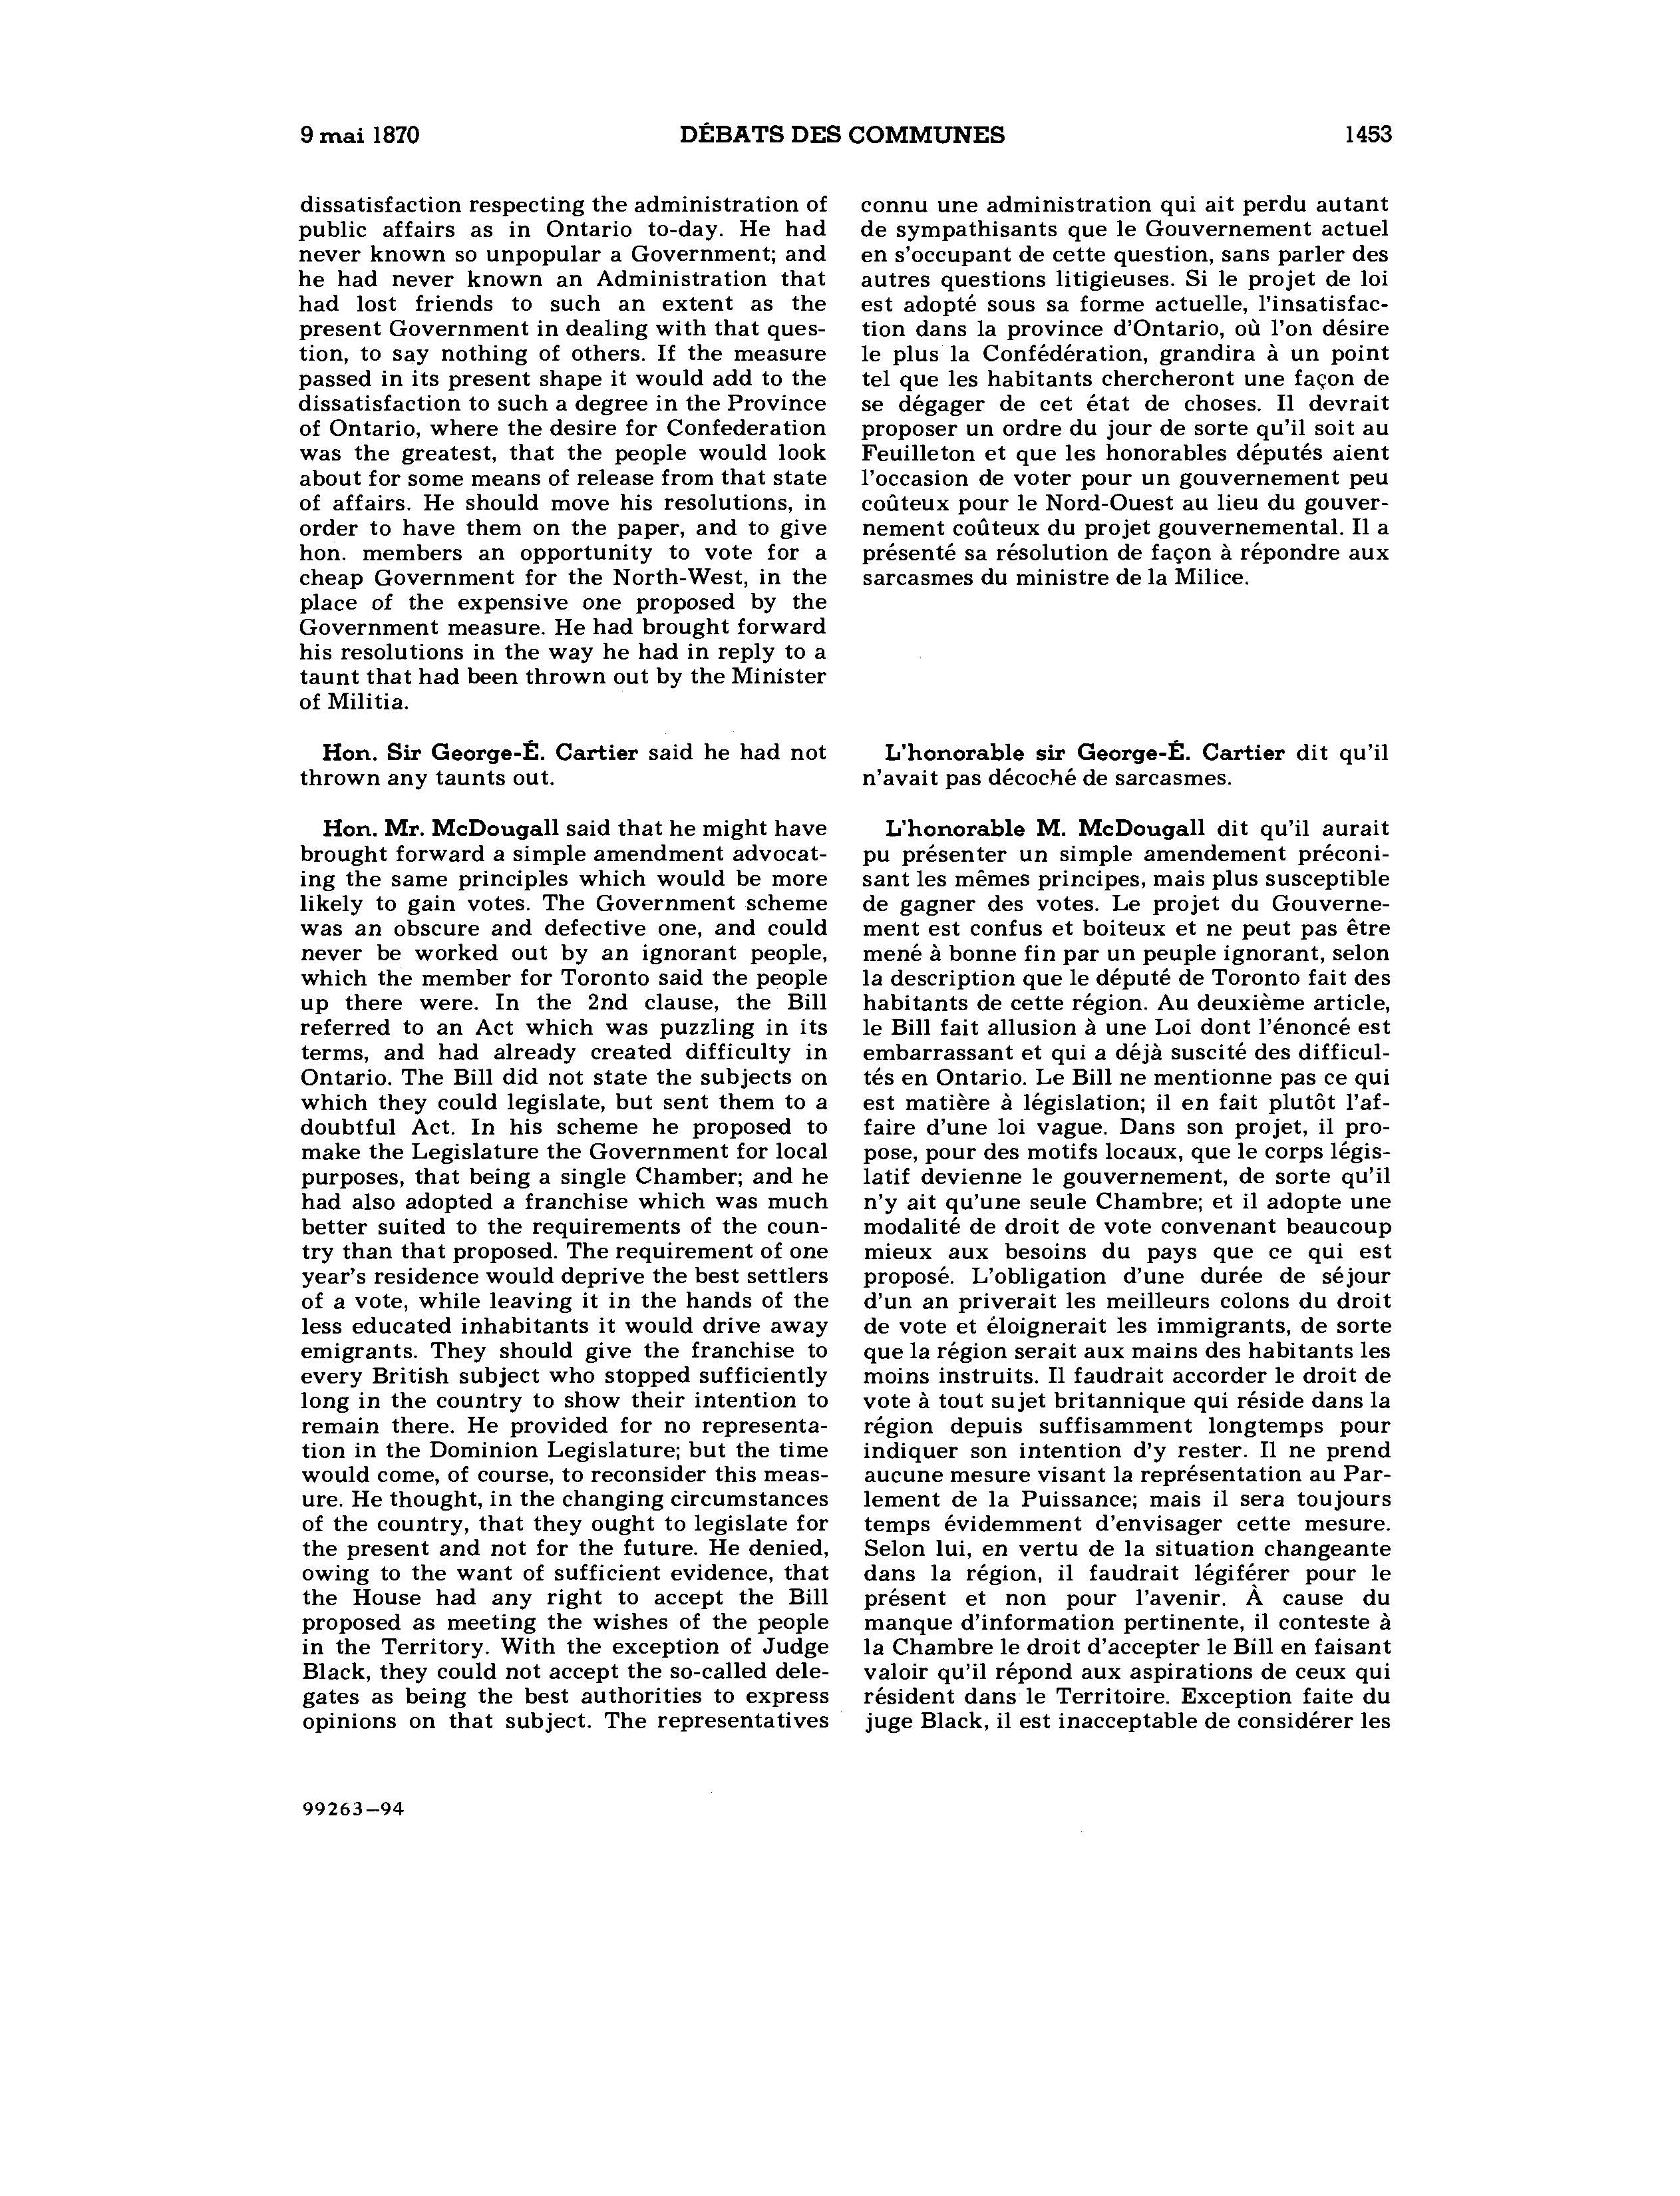 9 mai 1870 DÉBATS DES COMMUNES 1453
dissatisfaction respecting the administration of
public affairs as in Ontario to-day. He had
never known so unpopular a Government; and
he had never known an Administration that
had lost friends to such an extent as the
present Government in dealing with that ques-
tion, to say nothing of others. If the measure
passed in its present shape it would add to the
dissatisfaction to such a degree in the Province
of Ontario, where the desire for Confederation
was the greatest, that the people would look
about for some means of release from that state
of affairs. He should move his resolutions, in
order to have them on the paper, and to give
hon. members an opportunity to vote for a
cheap Government for the North-West, in the
place of the expensive one proposed by the
Government measure. He had brought forward
his resolutions in the way he had in reply to a
taunt that had been thrown out by the Minister
of Militia.
Hon. Sir George-É. Cartier said he had not
thrown any taunts out.
Hon. Mr. McDougall said that he might have
brought forward a simple amendment advocat-
ing the same principles which would be more
likely to gain votes. The Government scheme
was an obscure and defective one, and could
never be worked out by an ignorant people,
which the member for Toronto said the people
up there were. In the 2nd clause, the Bill
referred to an Act which was puzzling in its
terms, and had already created difficulty in
Ontario. The Bill did not state the subjects on
which they could legislate, but sent them to a
doubtful Act. In his scheme he proposed to
make the Legislature the Government for local
purposes, that being a single Chamber; and he
had also adopted a franchise which was much
better suited to the requirements of the coun-
try than that proposed. The requirement of one
year's residence would deprive the best settlers
of a vote, while leaving it in the hands of the
less educated inhabitants it would drive away
emigrants. They should give the franchise to
every British subject who stopped sufficiently
long in the country to show their intention to
remain there. He provided for no representa-
tion in the Dominion Legislature; but the time
would come, of course, to reconsider this meas-
ure. He thought, in the changing circumstances
of the country, that they ought to legislate for
the present and not for the future. He denied,
owing to the want of sufficient evidence, that
the House had any right to accept the Bill
proposed as meeting the wishes of the people
in the Territory. With the exception of Judge
Black, they could not accept the so-called dele-
gates as being the best authorities to express
opinions on that subject. The representatives
connu une administration qui ait perdu autant
de sympathisants que le Gouvernement actuel
en s'occupant de cette question, sans parler des
autres questions litigieuses. Si le projet de loi
est adopté sous sa forme actuelle, l'insatisfac-
tion dans la province d'Ontario, où l'on désire
le plus la Confédération, grandira à un point
tel que les habitants chercheront une façon de
se dégager de cet état de choses. Il devrait
proposer un ordre du jour de sorte qu'il soit au
Feuilleton et que les honorables députés aient
l'occasion de voter pour un gouvernement peu
coûteux pour le Nord-Ouest au lieu du gouver-
nement coûteux du projet gouvernemental. Il a
présenté sa résolution de façon à répondre aux
sarcasmes du ministre de la Milice.
L'honorable sir George-É. Cartier dit qu'il
n'avait pas décoché de sarcasmes.
L'honorable M. McDougall dit qu'il aurait
pu présenter un simple amendement préconi-
sant les mêmes principes, mais plus susceptible
de gagner des votes. Le projet du Gouverne-
ment est confus et boiteux et ne peut pas être
mené à bonne fin par un peuple ignorant, selon
la description que le député de Toronto fait des
habitants de cette région. Au deuxième article,
le Bill fait allusion à une Loi dont l'énoncé est
embarrassant et qui a déjà suscité des difficul-
tés en Ontario. Le Bill ne mentionne pas ce qui
est matière à législation; il en fait plutôt l'af-
faire d'une loi vague. Dans son projet, il pro-
pose, pour des motifs locaux, que le corps légis-
latif devienne le gouvernement, de sorte qu'il
n'y ait qu'une seule Chambre; et il adopte une
modalité de droit de vote convenant beaucoup
mieux aux besoins du pays que ce qui est
proposé. L'obligation d'une durée de séjour
d'un an priverait les meilleurs colons du droit
de vote et éloignerait les immigrants, de sorte
que la région serait aux mains des habitants les
moins instruits. Il faudrait accorder le droit de
vote à tout sujet britannique qui réside dans la
région depuis suffisamment longtemps pour
indiquer son intention d'y rester. Il ne prend
aucune mesure visant la représentation au Par-
lement de la Puissance; mais il sera toujours
temps évidemment d'envisager cette mesure.
Selon lui, en vertu de la situation changeante
dans la région, il faudrait légiférer pour le
présent et non pour l'avenir. À cause du
manque d'information pertinente, il conteste à
la Chambre le droit d'accepter le Bill en faisant
valoir qu'il répond aux aspirations de ceux qui
résident dans le Territoire. Exception faite du
juge Black, il est inacceptable de considérer les
99263–94